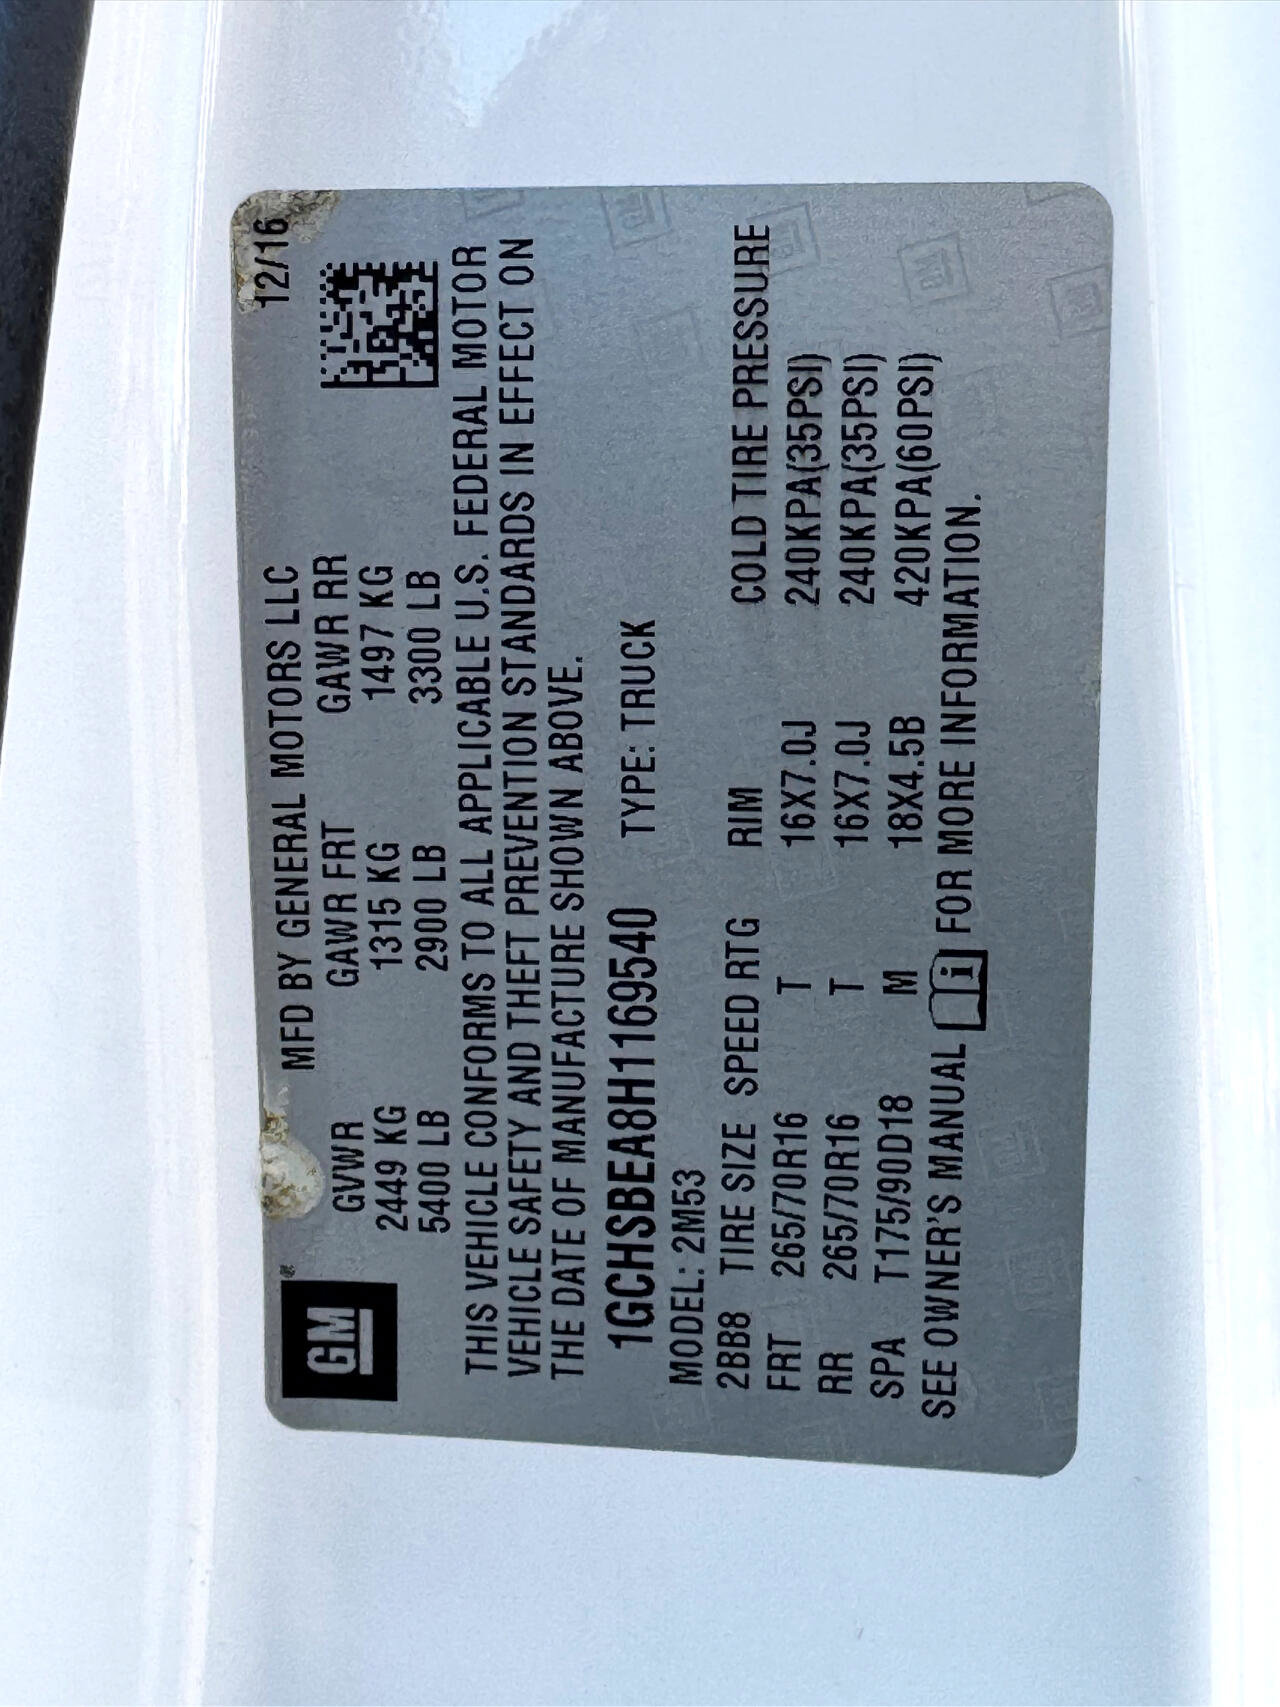 GM
MFD BY GENERAL MOTORS LLC 12/16
GVWR GAWR FRT GAWR RR
2449 KG 1315 KG 1497 KG
5400 LB 2900 LB 3300 LB
THIS VEHICLE CONFORMS TO ALL APPLICABLE U.S. FEDERAL MOTOR
VEHICLE SAFETY AND THEFT PREVENTION STANDARDS IN EFFECT ON
THE DATE OF MANUFACTURE SHOWN ABOVE.
1GCHSBEA8H1169540 TYPE: TRUCK
MODEL: 2M53
2BB8 TIRE SIZE SPEED RTG RIM COLD TIRE PRESSURE
FRT 265/70R16 T 16X7.0J 240KPA(35PSI)
RR 265/70R16 T 16X7.0J 240KPA(35PSI)
SPA T175/90D18 M 18X4.5B 420KPA(60PSI)
SEE OWNER'S MANUAL i FOR MORE INFORMATION.